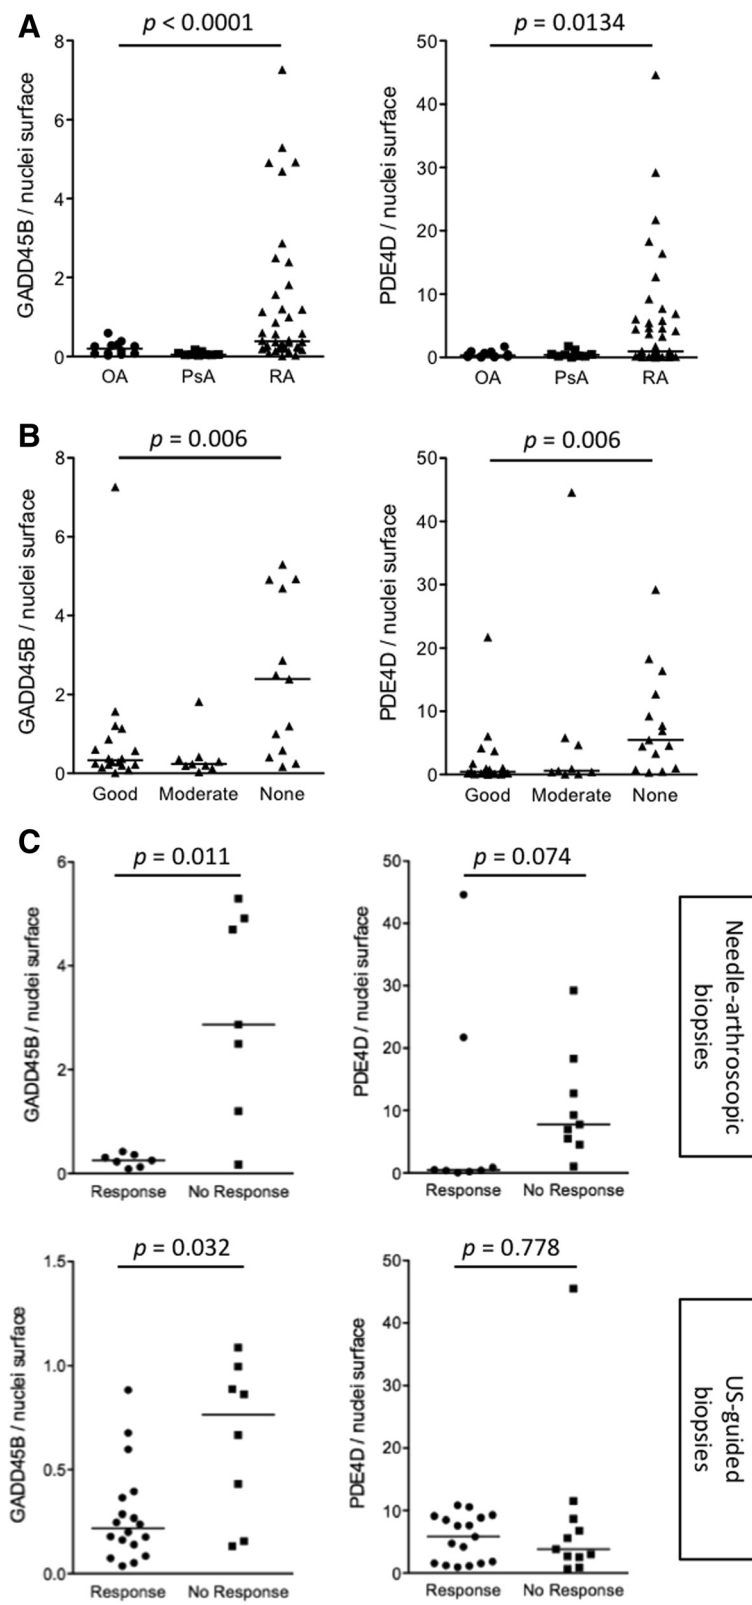 A
p < 0.0001
GADD45B / nuclei surface
8
6
4
2
0
OA PsA RA
p = 0.0134
PDE4D / nuclei surface
50
40
30
20
10
0
OA PsA RA
B
p = 0.006
GADD45B / nuclei surface
8
6
4
2
0
Good Moderate None
p = 0.006
PDE4D / nuclei surface
50
40
30
20
10
0
Good Moderate None
C
p = 0.011
GADD45B / nuclei surface
6
4
2
0
Response No Response
p = 0.074
PDE4D / nuclei surface
50
40
30
20
10
0
Response No Response
Needle-arthroscopic
biopsies
p = 0.032
GADD45B / nuclei surface
1.5
1.0
0.5
0.0
Response No Response
p = 0.778
PDE4D / nuclei surface
50
40
30
20
10
0
Response No Response
US-guided
biopsies